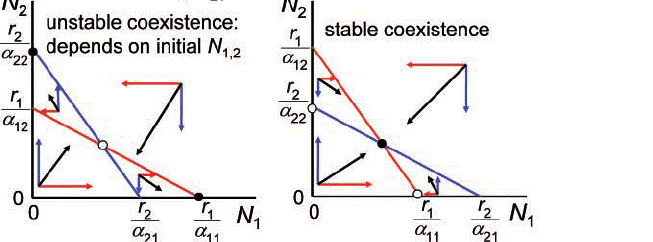 N₂
unstable coexistence:
depends on initial N₁,₂
r₂
α₂₂
r₁
α₁₂
0
0
r₂
α₂₁
r₁
α₁₁
N₁
N₂
stable coexistence
r₁
α₁₂
r₂
α₂₂
0
0
r₁
α₁₁
r₂
α₂₁
N₁